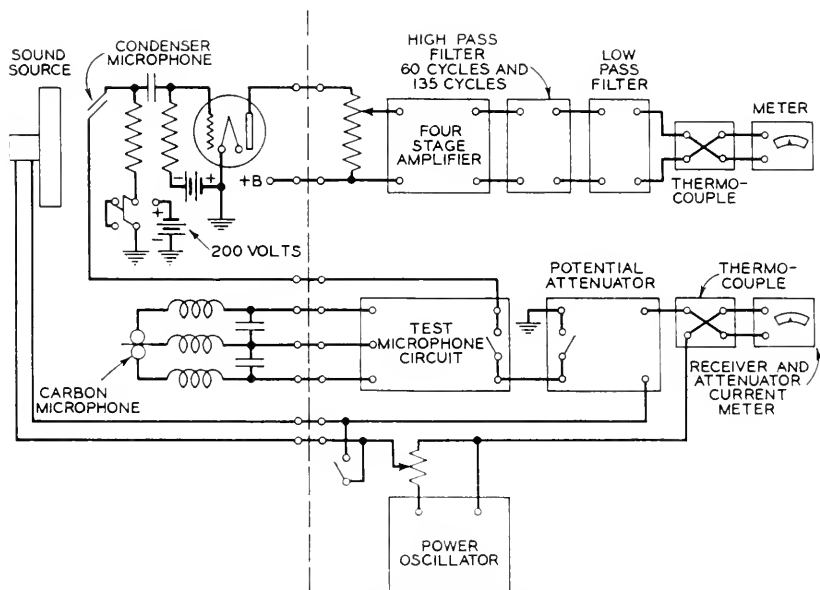 SOUND
SOURCE
CONDENSER
MICROPHONE
HIGH PASS
FILTER
60 CYCLES AND
135 CYCLES
LOW
PASS
FILTER
METER
FOUR
STAGE
AMPLIFIER
THERMO-
COUPLE
- +
+B
+
-
200 VOLTS
POTENTIAL
ATTENUATOR
THERMO-
COUPLE
TEST
MICROPHONE
CIRCUIT
CARBON
MICROPHONE
RECEIVER AND
ATTENUATOR
CURRENT
METER
POWER
OSCILLATOR